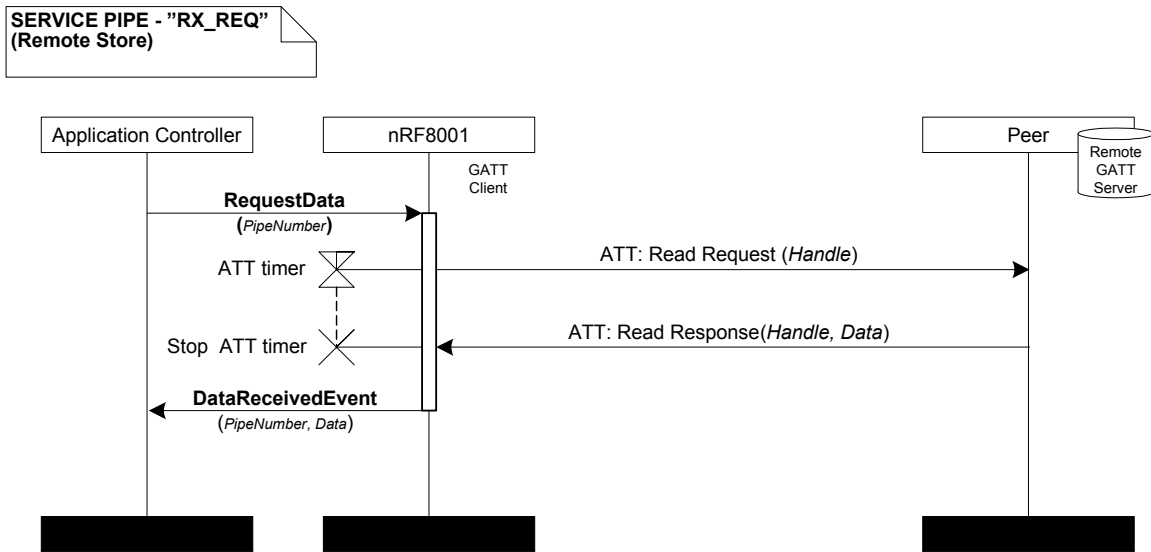 SERVICE PIPE - ”RX_REQ”
(Remote Store)
Application Controller
nRF8001
Peer
Remote
GATT
Server
GATT
Client
RequestData
(PipeNumber)
ATT timer
ATT: Read Request (Handle)
Stop ATT timer
ATT: Read Response(Handle, Data)
DataReceivedEvent
(PipeNumber, Data)